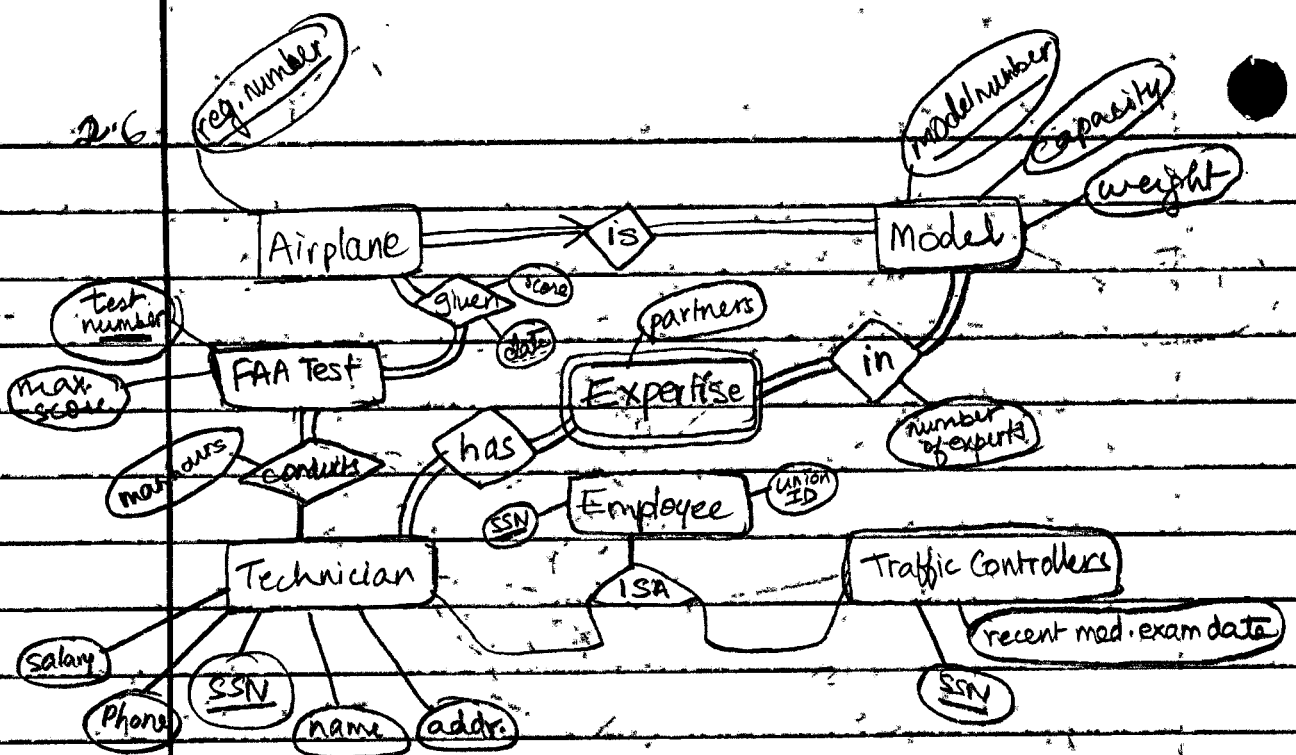 2.6
reg. number
model number
capacity
weight
Airplane
is
Model
given
score
date
test
number
partners
FAA Test
Expertise
in
max.
score
number
of experts
man hours
conducts
has
Employee
union
ID
SSN
Technician
ISA
Traffic Controllers
recent med. exam date
salary
Phone
SSN
name
addr.
SSN